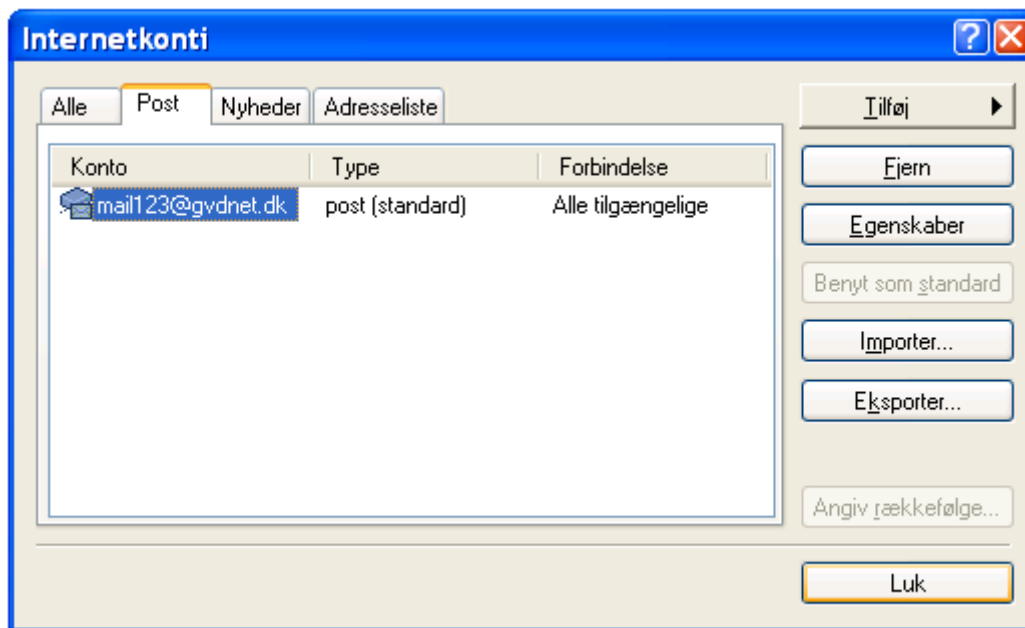 Internetkonti
Alle Post Nyheder Adresseliste
Konto Type Forbindelse
mail123@gvdnet.dk post (standard) Alle tilgængelige
Tilføj
Fjern
Egenskaber
Benyt som standard
Importer...
Eksporter...
Angiv rækkefølge...
Luk